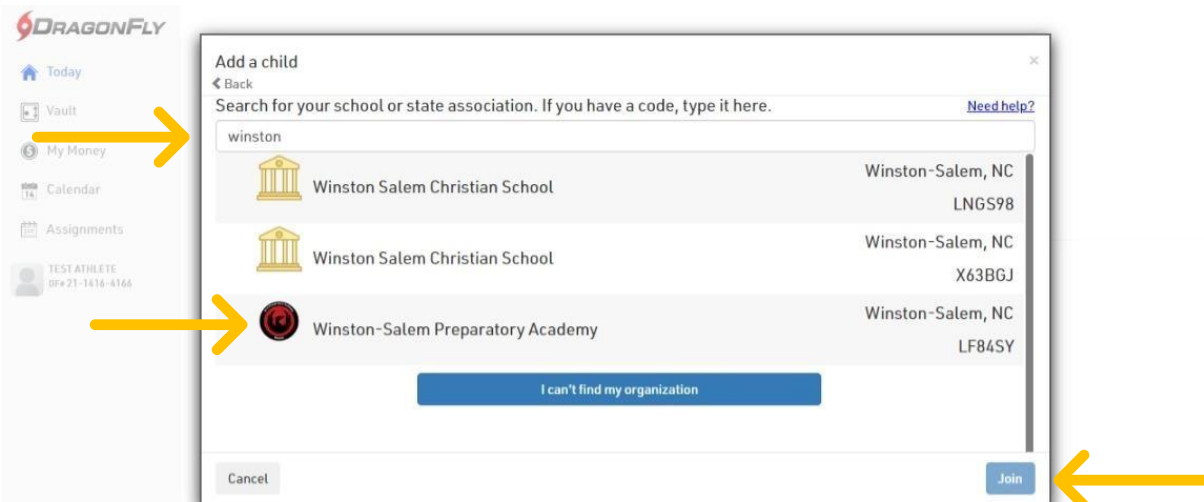 DRAGONFLY
Today
Vault
My Money
Calendar
Assignments
TEST ATHLETE
DF# 21-1416-4166
Add a child
×
Back
Search for your school or state association. If you have a code, type it here. Need help?
winston
Winston Salem Christian School
Winston-Salem, NC
LNGS98
Winston Salem Christian School
Winston-Salem, NC
X63BGJ
Winston-Salem Preparatory Academy
Winston-Salem, NC
LF84SY
I can't find my organization
Cancel
Join